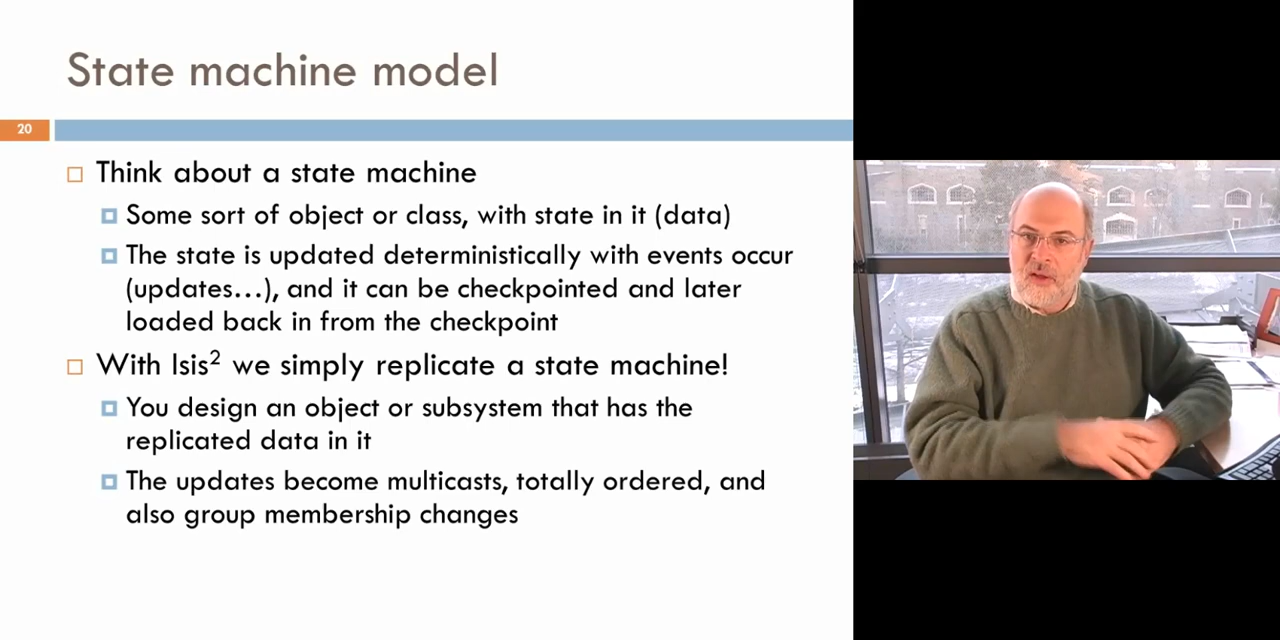 State machine model
20
Think about a state machine
Some sort of object or class, with state in it (data)
The state is updated deterministically with events occur
(updates…), and it can be checkpointed and later
loaded back in from the checkpoint
With Isis² we simply replicate a state machine!
You design an object or subsystem that has the
replicated data in it
The updates become multicasts, totally ordered, and
also group membership changes